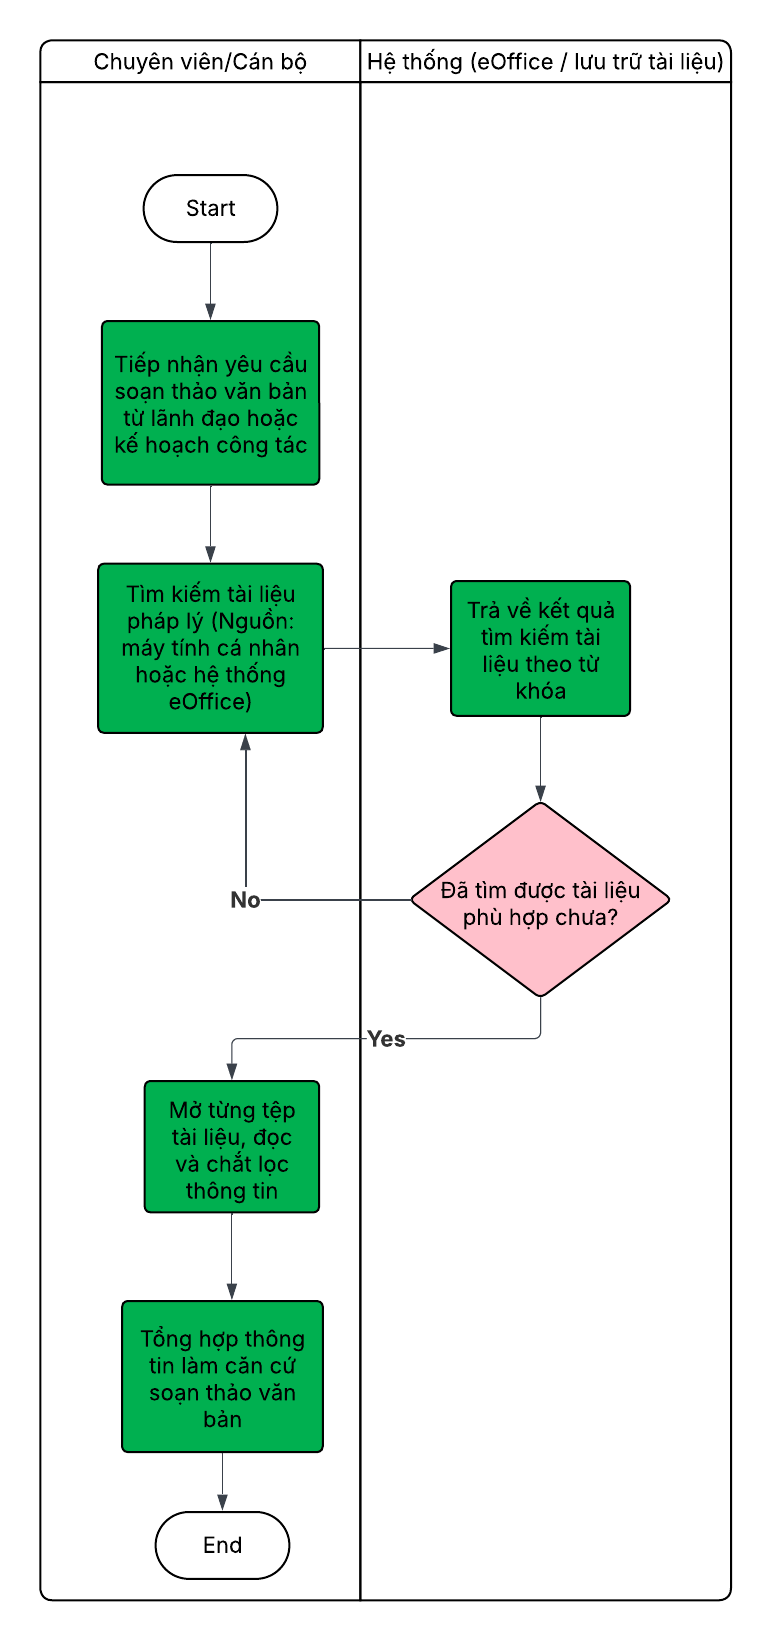 Chuyên viên/Cán bộ
Hệ thống (eOffice / lưu trữ tài liệu)
Start
Tiếp nhận yêu cầu
soạn thảo văn bản
từ lãnh đạo hoặc
kế hoạch công tác
Tìm kiếm tài liệu
pháp lý (Nguồn:
máy tính cá nhân
hoặc hệ thống
eOffice)
Trả về kết quả
tìm kiếm tài
liệu theo từ
khóa
Đã tìm được tài liệu
phù hợp chưa?
No
Yes
Mở từng tệp
tài liệu, đọc
và chắt lọc
thông tin
Tổng hợp thông
tin làm căn cứ
soạn thảo văn
bản
End